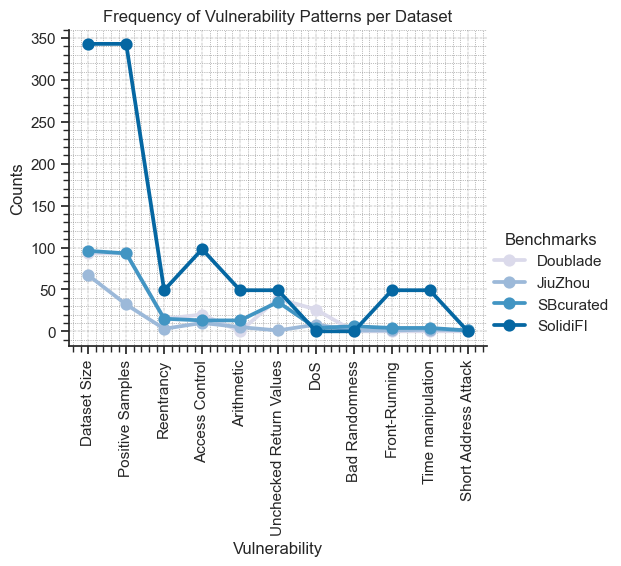 Frequency of Vulnerability Patterns per Dataset
350
300
250
200
150
100
50
0
Counts
Dataset Size
Positive Samples
Reentrancy
Access Control
Arithmetic
Unchecked Return Values
DoS
Bad Randomness
Front-Running
Time manipulation
Short Address Attack
Vulnerability
Benchmarks
Doublade
JiuZhou
SBcurated
SolidiFI